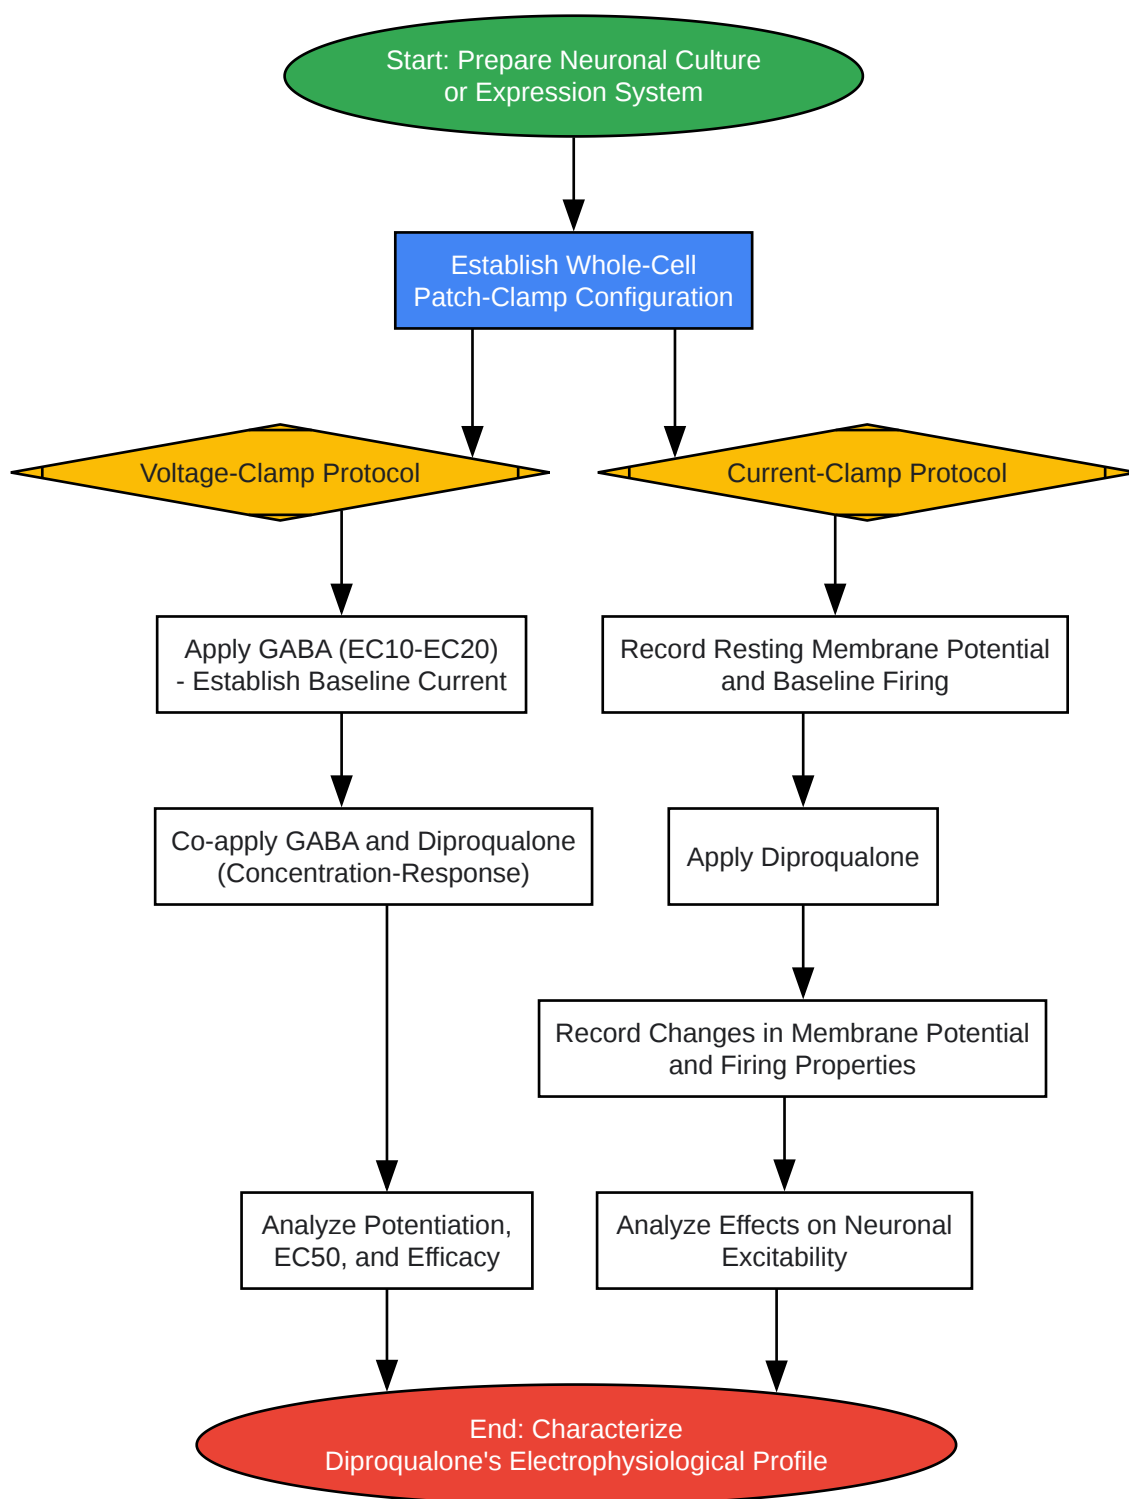 Start: Prepare Neuronal Culture
or Expression System
Establish Whole-Cell
Patch-Clamp Configuration
Voltage-Clamp Protocol
Current-Clamp Protocol
Apply GABA (EC10-EC20)
- Establish Baseline Current
Record Resting Membrane Potential
and Baseline Firing
Co-apply GABA and Diproqualone
(Concentration-Response)
Apply Diproqualone
Record Changes in Membrane Potential
and Firing Properties
Analyze Potentiation,
EC50, and Efficacy
Analyze Effects on Neuronal
Excitability
End: Characterize
Diproqualone's Electrophysiological Profile